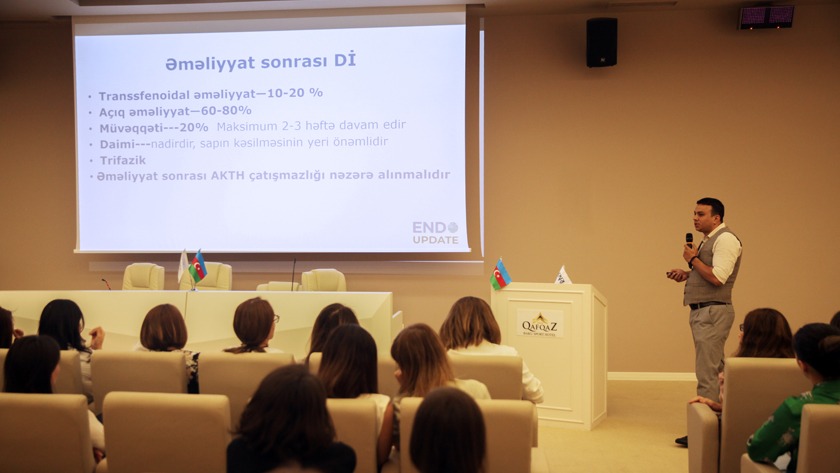 Əməliyyat sonrası Dİ
• Transsfenoidal əməliyyat—10-20 %
• Açıq əməliyyat—60-80%
• Müvəqqəti---20% Maksimum 2-3 həftə davam edir
• Daimi---nadirdir, sapın kəsilməsinin yeri önəmlidir
• Trifazik
• Əməliyyat sonrası AKTH çatışmazlığı nəzərə alınmalıdır
ENDO
UPDATE
QAFQAZ